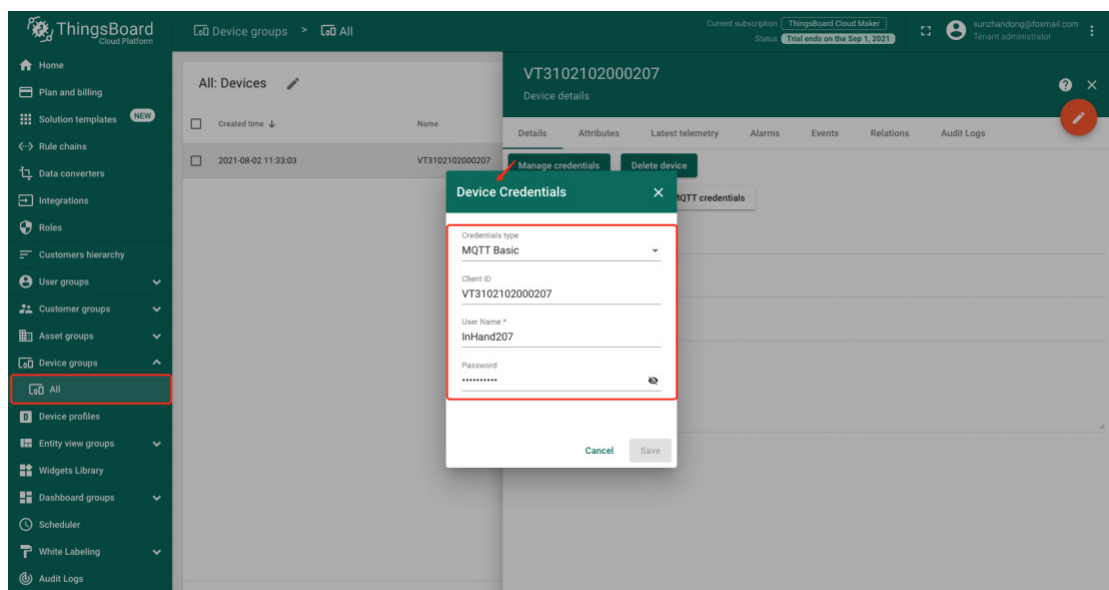 ThingsBoard
Cloud Platform
Device groups > All
Current subscription ThingsBoard Cloud Maker
Status Trial ends on the Sep 1, 2021
sunzhandong@foxmail.com
Tenant administrator
Home
Plan and billing
Solution templates NEW
Rule chains
Data converters
Integrations
Roles
Customers hierarchy
User groups
Customer groups
Asset groups
Device groups
All
Device profiles
Entity view groups
Widgets Library
Dashboard groups
Scheduler
White Labeling
Audit Logs
All: Devices
Created time Name
2021-08-02 11:33:03 VT3102102000207
VT3102102000207
Device details
Details Attributes Latest telemetry Alarms Events Relations Audit Logs
Manage credentials Delete device
MQTT credentials
Device Credentials
Credentials type
MQTT Basic
Client ID
VT3102102000207
User Name *
InHand207
Password
••••••••••
Cancel Save